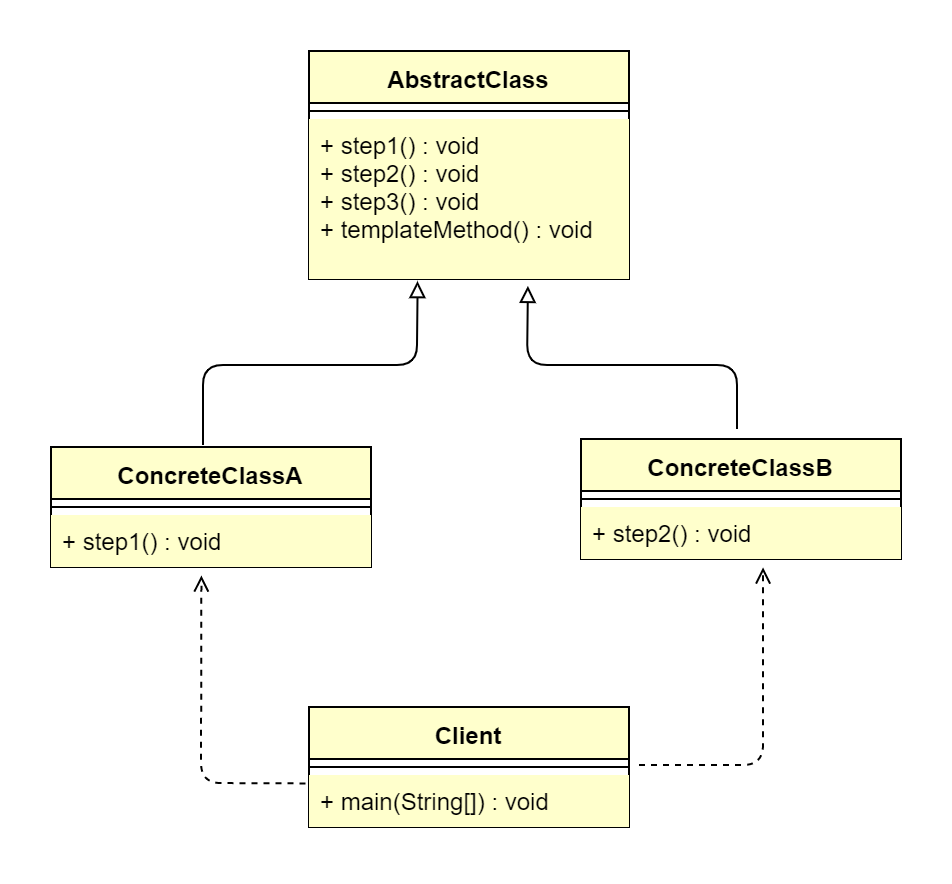 AbstractClass
+ step1() : void
+ step2() : void
+ step3() : void
+ templateMethod() : void
ConcreteClassA
+ step1() : void
ConcreteClassB
+ step2() : void
Client
+ main(String[]) : void